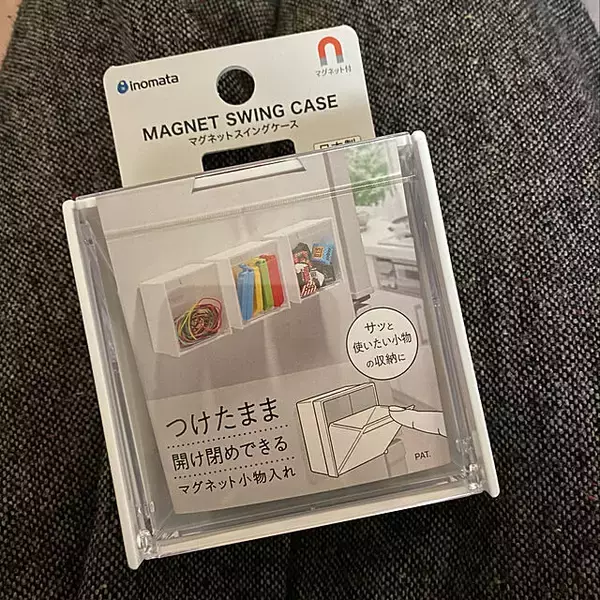 inomata
マグネット付
MAGNET SWING CASE
マグネットスイングケース
日本製
サッと
使いたい小物
の収納に
つけたまま
開け閉めできる
マグネット小物入れ
PAT.